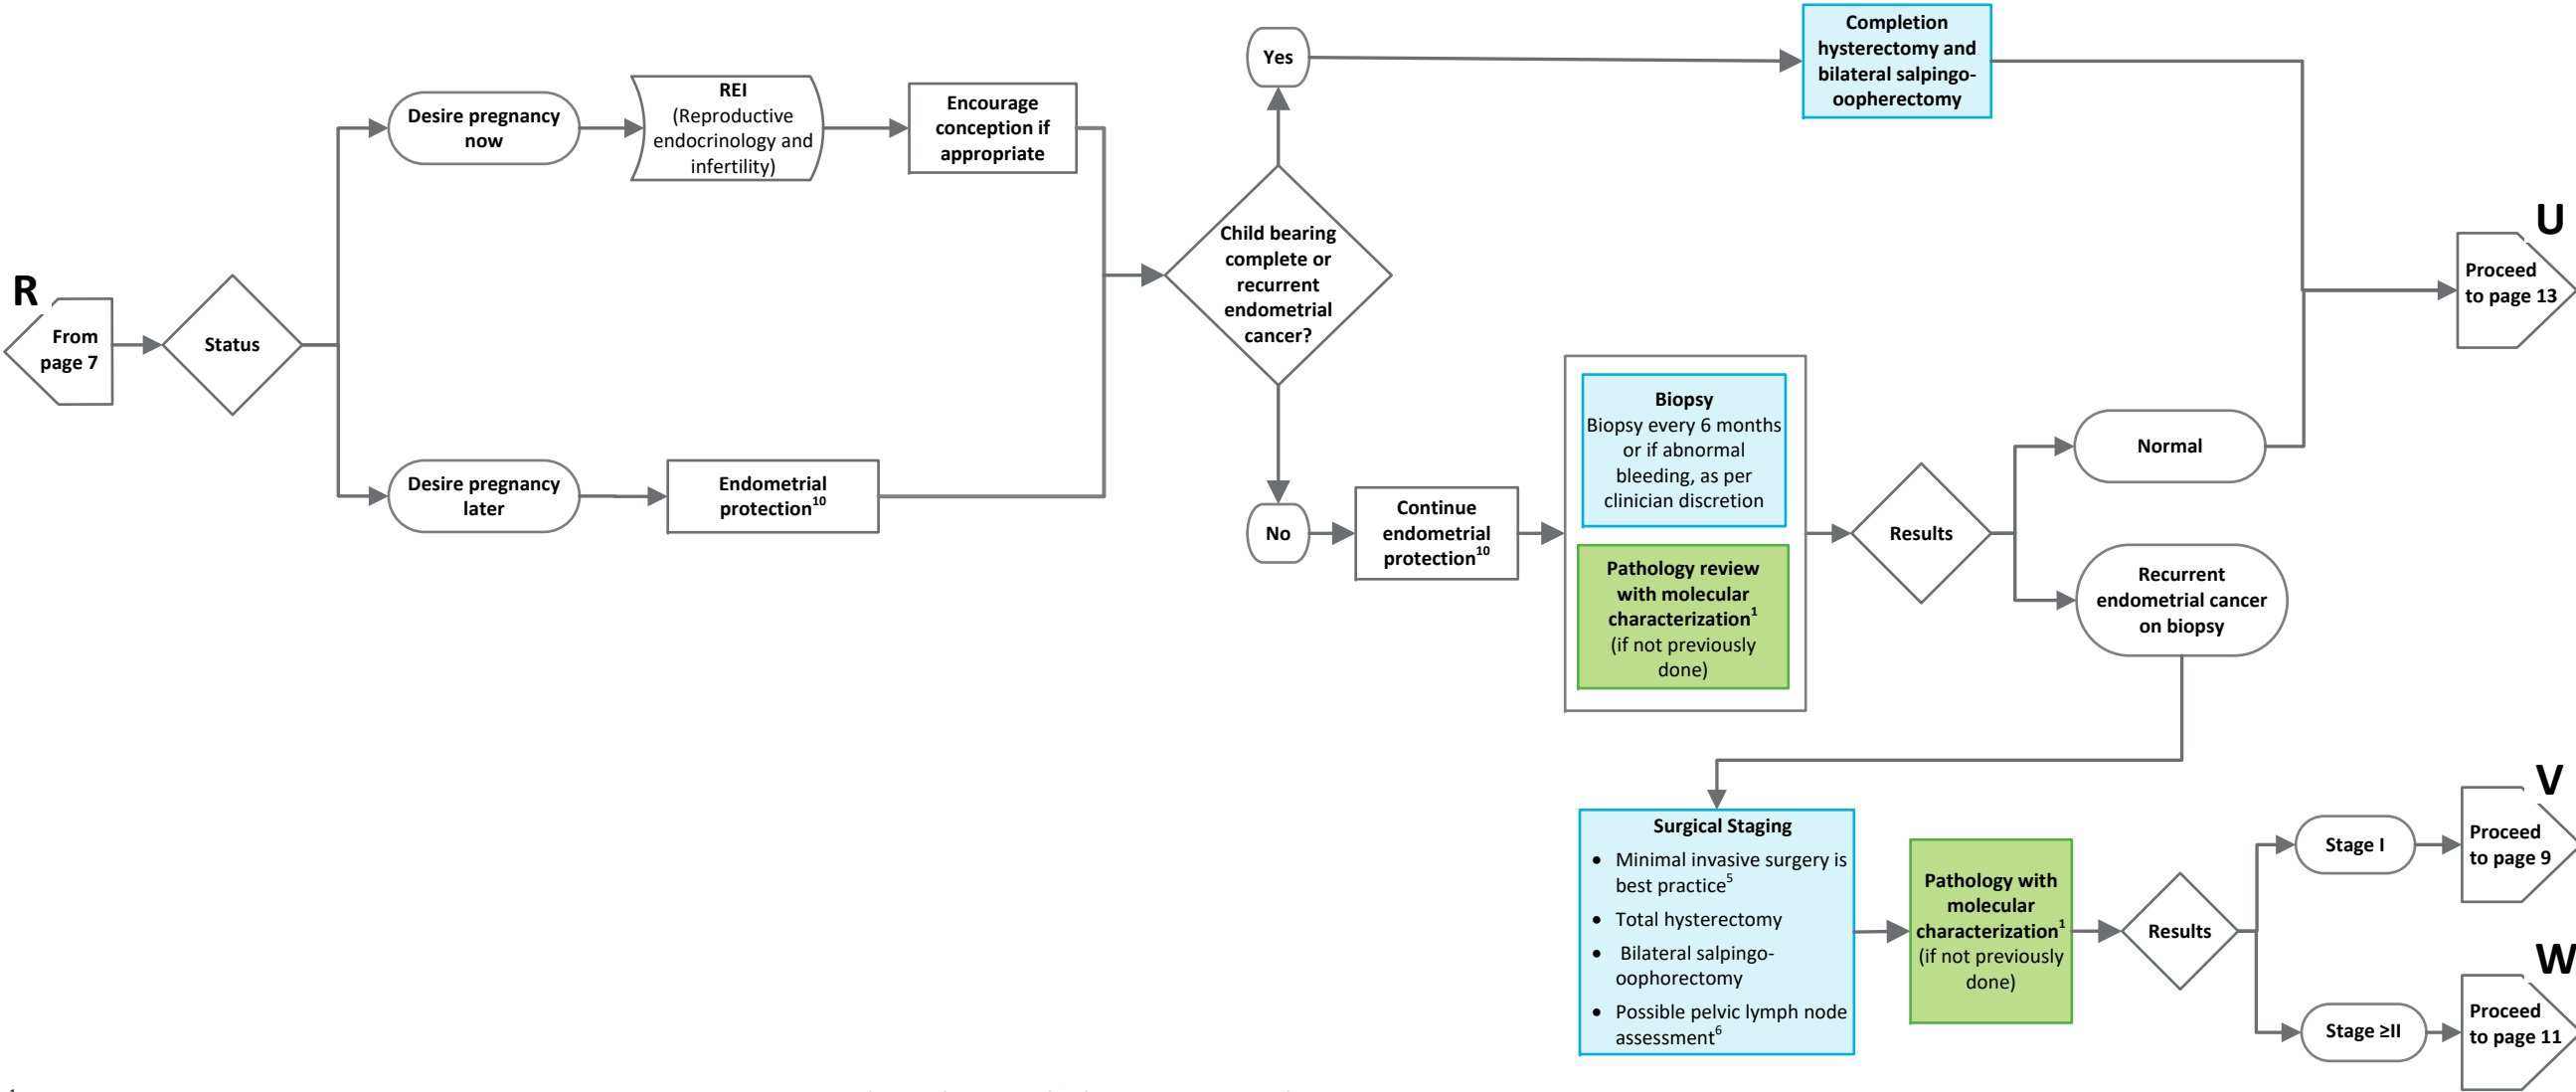 R
From
page 7
Status
Desire pregnancy
now
REI
(Reproductive
endocrinology and
infertility)
Encourage
conception if
appropriate
Desire pregnancy
later
Endometrial
protection10
Child bearing
complete or
recurrent
endometrial
cancer?
Yes
Completion
hysterectomy and
bilateral salpingo-
oopherectomy
U
Proceed
to page 13
No
Continue
endometrial
protection10
Biopsy
Biopsy every 6 months
or if abnormal
bleeding, as per
clinician discretion
Pathology review
with molecular
characterization1
(if not previously
done)
Results
Normal
Recurrent
endometrial cancer
on biopsy
Surgical Staging
• Minimal invasive surgery is
best practice5
• Total hysterectomy
• Bilateral salpingo-
oophorectomy
• Possible pelvic lymph node
assessment6
Pathology with
molecular
characterization1
(if not previously
done)
Results
Stage I
V
Proceed
to page 9
Stage ≥II
W
Proceed
to page 11
1